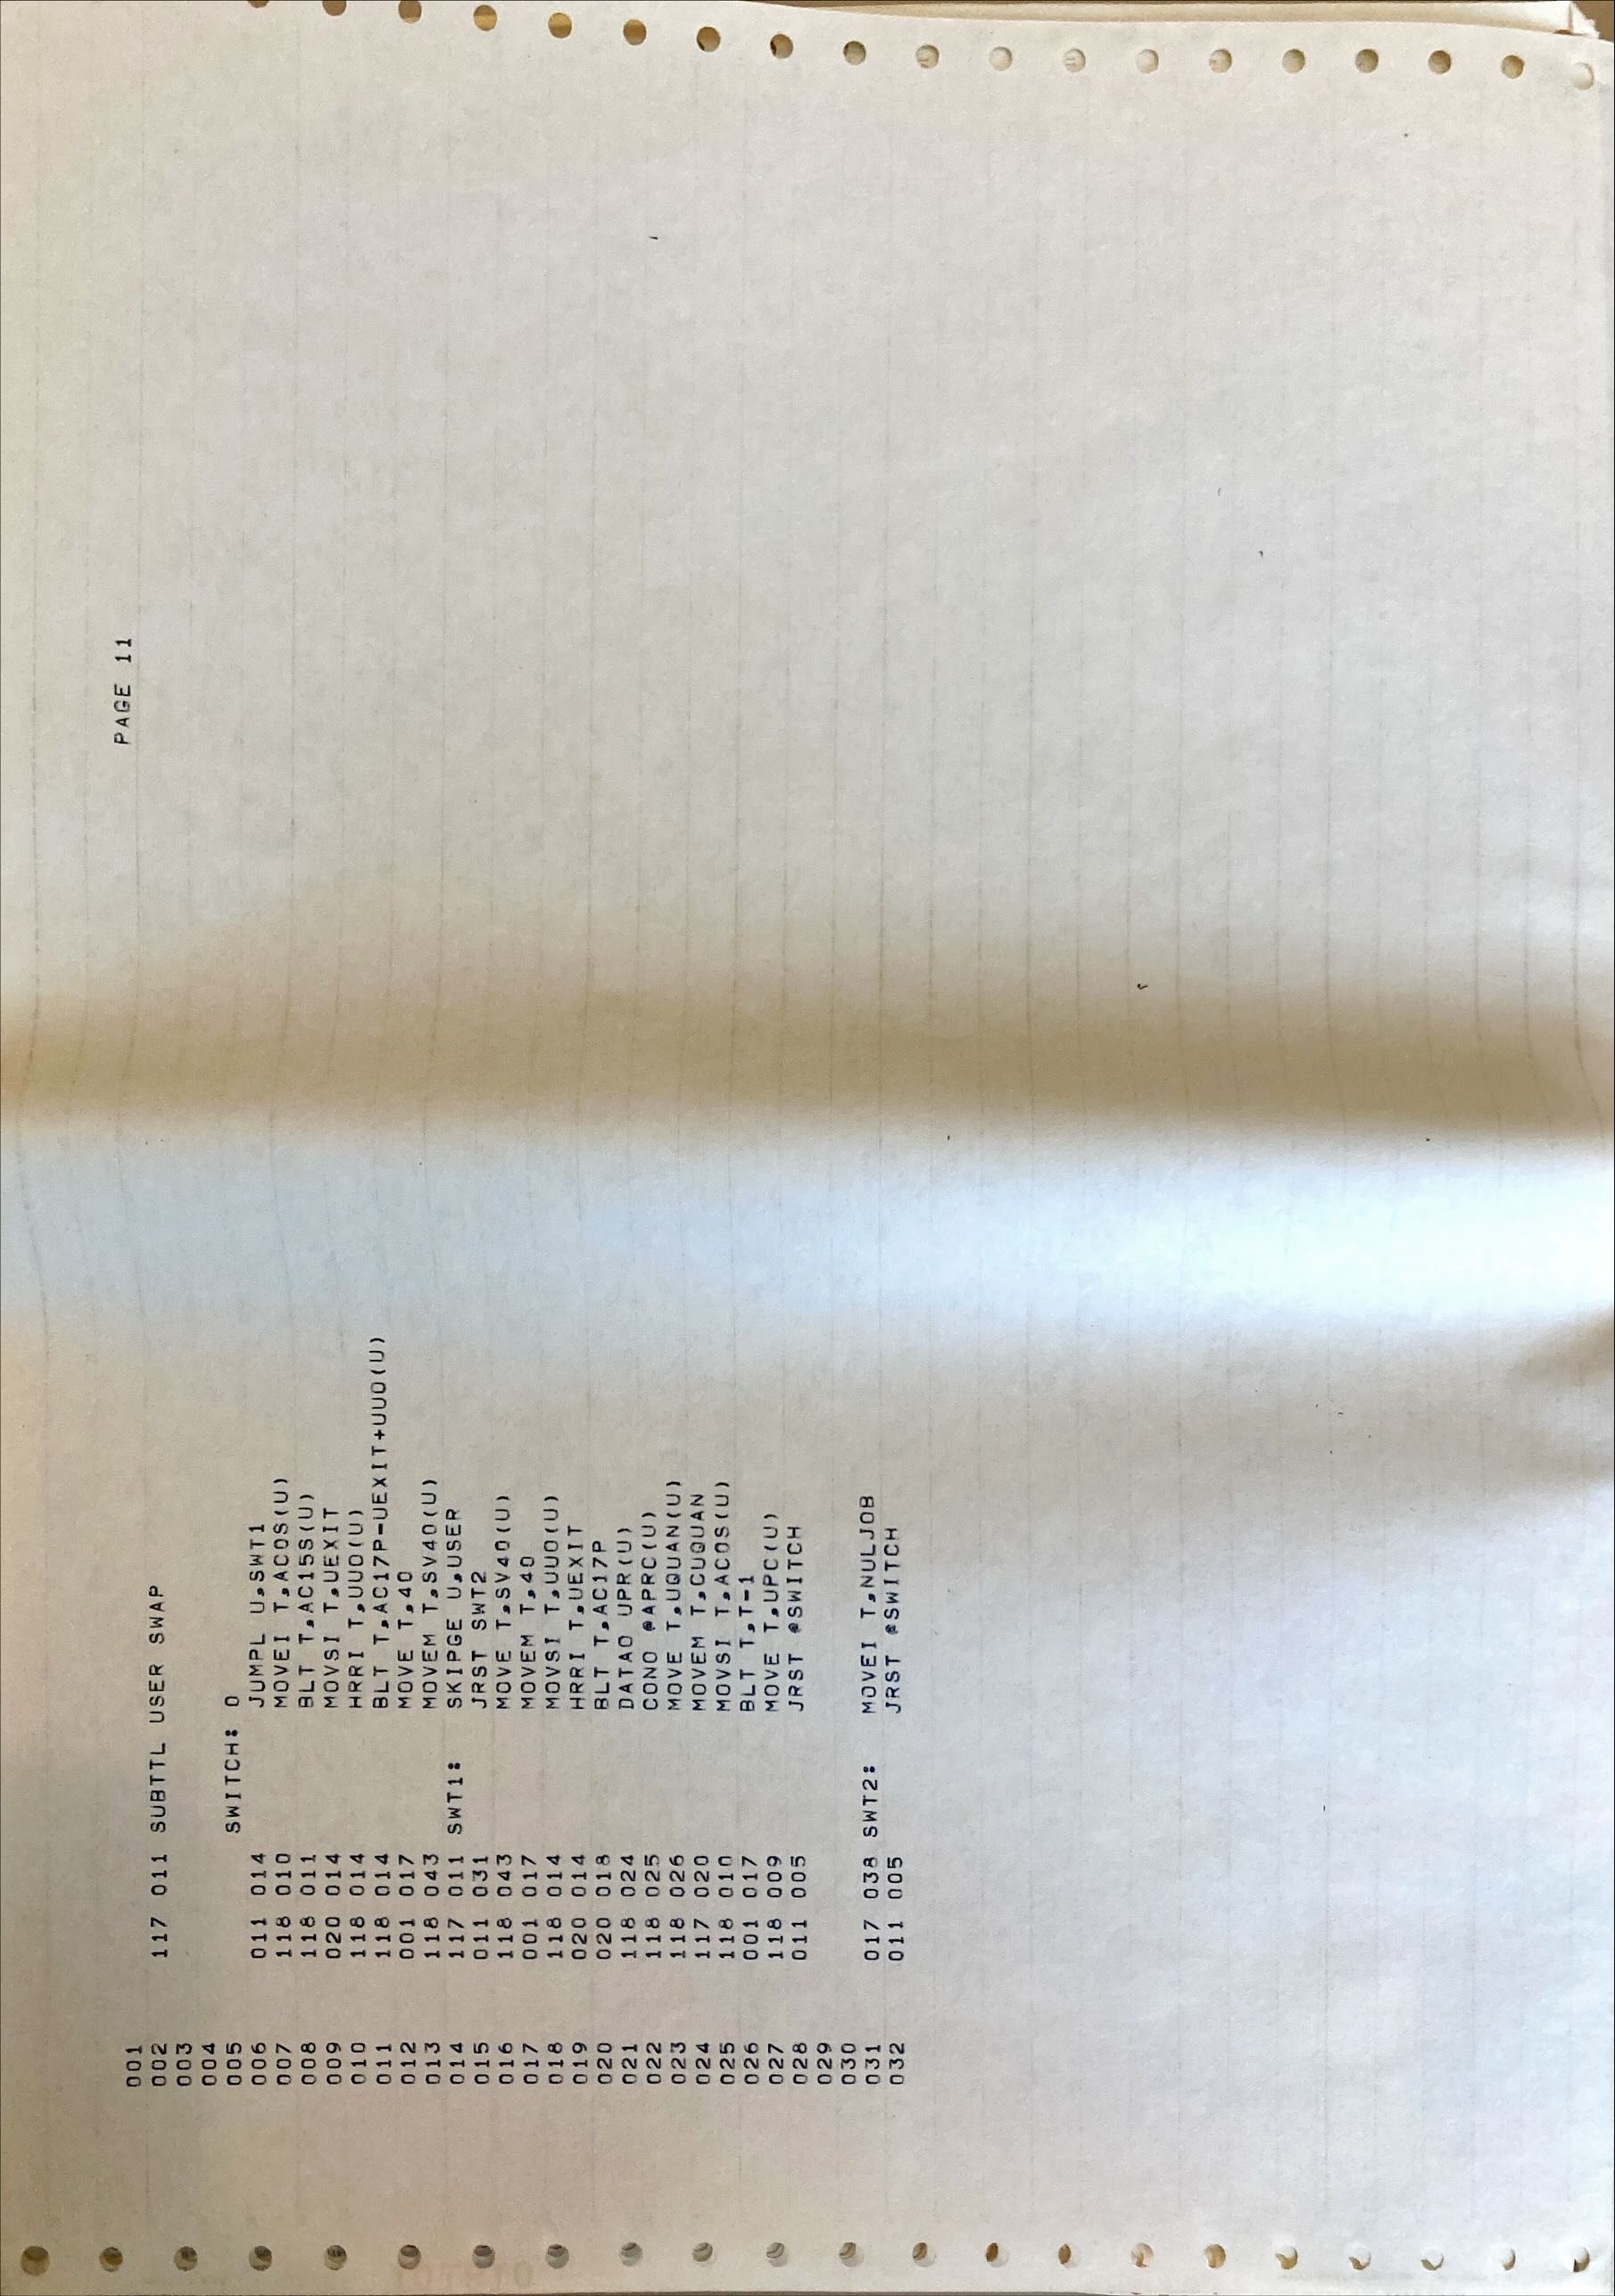 001 PAGE 11
002 117 011 SUBTTL USER SWAP
003
004
005 SWITCH: 0
006 011 014 JUMPL U,SWT1
007 118 010 MOVEI T,AC0S(U)
008 118 011 BLT T,AC15S(U)
009 020 014 MOVSI T,UEXIT
010 118 014 HRRI T,UUO(U)
011 118 014 BLT T,AC17P-UEXIT+UUO(U)
012 001 017 MOVE T,40
013 118 043 MOVEM T,SV40(U)
014 117 011 SWT1: SKIPGE U,USER
015 011 031 JRST SWT2
016 118 043 MOVE T,SV40(U)
017 001 017 MOVEM T,40
018 118 014 MOVSI T,UUO(U)
019 020 014 HRRI T,UEXIT
020 020 018 BLT T,AC17P
021 118 024 DATAO UPR(U)
022 118 025 CONO @APRC(U)
023 118 026 MOVE T,UQUAN(U)
024 117 020 MOVEM T,CUQUAN
025 118 010 MOVSI T,AC0S(U)
026 001 017 BLT T,T-1
027 118 009 MOVE T,UPC(U)
028 011 005 JRST @SWITCH
029
030
031 017 038 SWT2: MOVEI T,NULJOB
032 011 005 JRST @SWITCH